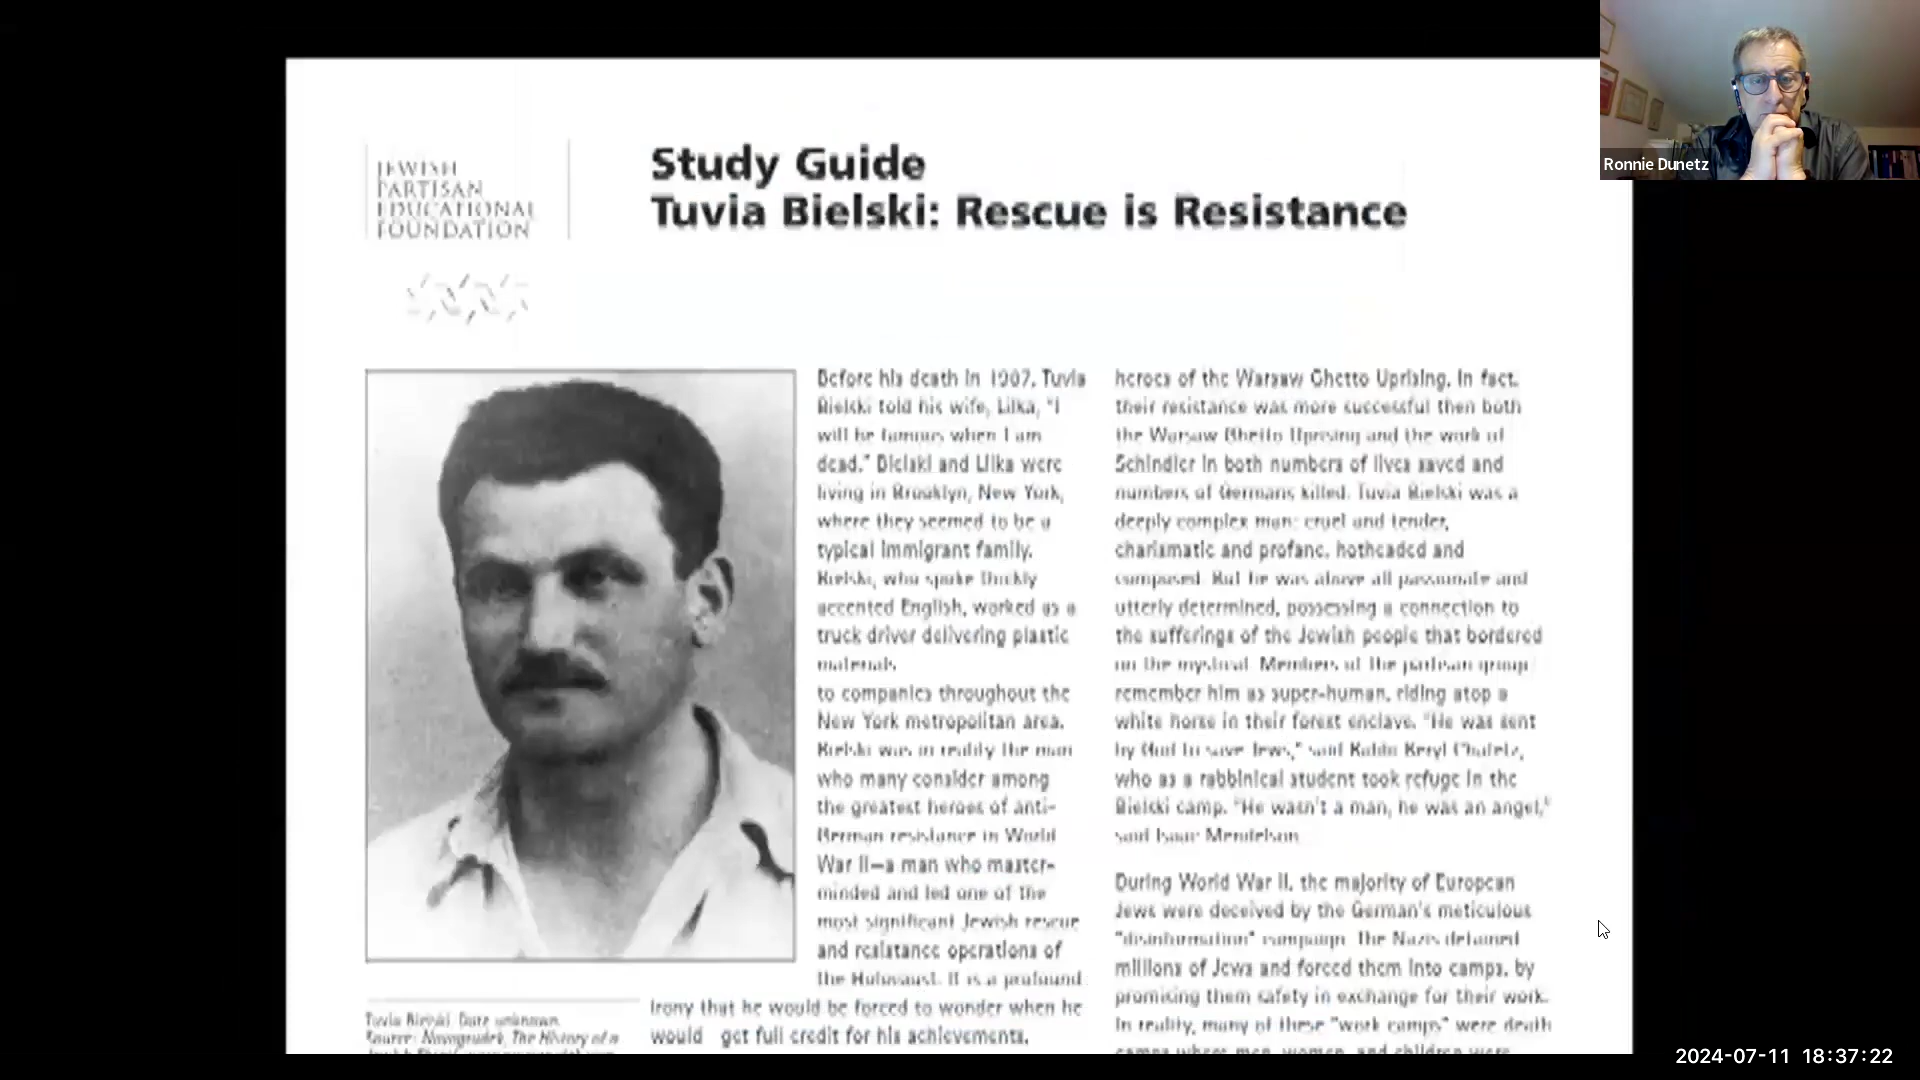 JEWISH
PARTISAN
EDUCATIONAL
FOUNDATION
Study Guide
Tuvia Bielski: Rescue is Resistance
Ronnie Dunetz
Before his death in 1987, Tuvia
Bielski told his wife, Lilka, "I
will be famous when I am
dead." Bielski and Lilka were
living in Brooklyn, New York,
where they seemed to be a
typical immigrant family.
Bielski, who spoke thickly
accented English, worked as a
truck driver delivering plastic
materials
to companies throughout the
New York metropolitan area.
Bielski was in reality the man
who many consider among
the greatest heroes of anti-
German resistance in World
War II—a man who master-
minded and led one of the
most significant Jewish rescue
and resistance operations of
the Holocaust. It is a profound
irony that he would be forced to wonder when he
would get full credit for his achievements.
heroes of the Warsaw Ghetto Uprising. In fact,
their resistance was more successful then both
the Warsaw Ghetto Uprising and the work of
Schindler in both numbers of lives saved and
numbers of Germans killed. Tuvia Bielski was a
deeply complex man: cruel and tender,
charismatic and profane, hotheaded and
composed. But he was above all passionate and
utterly determined, possessing a connection to
the sufferings of the Jewish people that bordered
on the mystical. Members of the partisan group
remember him as super-human, riding atop a
white horse in their forest enclave. "He was sent
by God to save Jews," said Rabbi Beryl Chafetz,
who as a rabbinical student took refuge in the
Bielski camp. "He wasn't a man, he was an angel,"
said Isaac Mendelson.
During World War II, the majority of European
Jews were deceived by the German's meticulous
"disinformation" campaign. The Nazis detained
millions of Jews and forced them into camps, by
promising them safety in exchange for their work.
In reality, many of these "work camps" were death
camps where men, women, and children were
Tuvia Bielski. Date unknown.
Source: Novogrudek, The History of a
2024-07-11 18:37:22